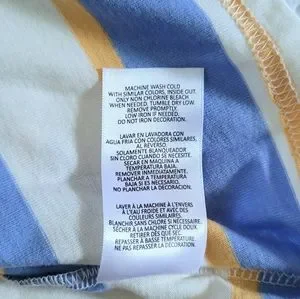 MACHINE WASH COLD
WITH SIMILAR COLORS, INSIDE OUT.
ONLY NON CHLORINE BLEACH
WHEN NEEDED. TUMBLE DRY LOW.
REMOVE PROMPTLY.
LOW IRON IF NEEDED.
DO NOT IRON DECORATION.
LAVAR EN LAVADORA CON
AGUA FRIA CON COLORES SIMILARES,
AL REVERSO.
SOLAMENTE BLANQUEADOR
SIN CLORO CUANDO SE NECESITE.
SECAR EN MAQUINA A
TEMPERATURA BAJA.
REMOVER INMEDIATAMENTE.
PLANCHAR A TEMPERATURA
BAJA SI ES NECESARIO.
NO PLANCHAR LA DECORACION.
LAVER À LA MACHINE À L'ENVERS
À L'EAU FROIDE ET AVEC DES
COULEURS SIMILAIRES.
BLANCHIR SANS CHLORE SI NECESSAIRE
SÉCHER À LA MACHINE CYCLE DOUX.
RETIRER DÈS QUE SEC.
REPASSER À BASSE TEMPÉRATURE
NE PAS REPASSER LA DÉCORATION